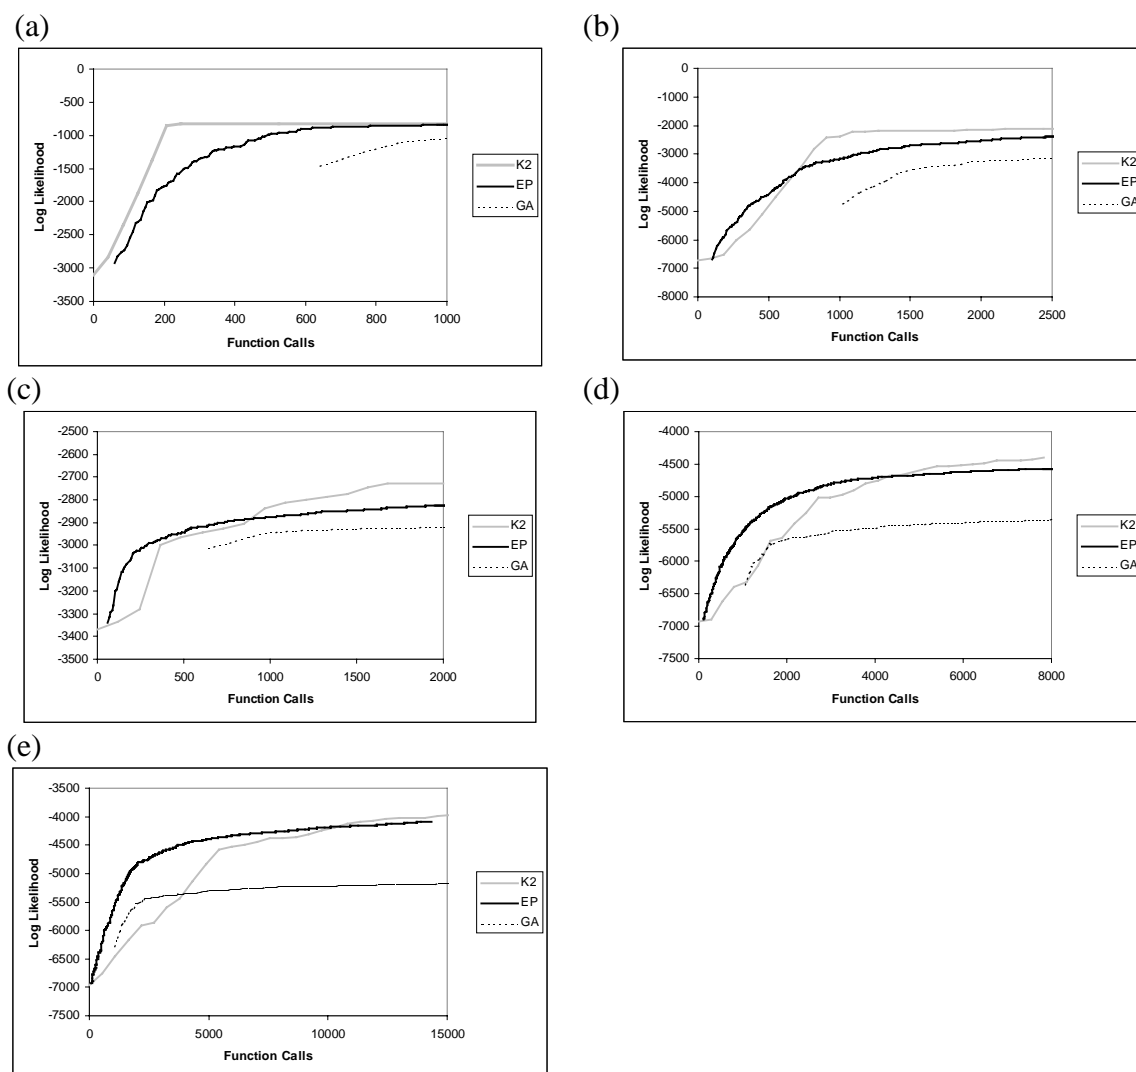 (a)
0
-500
-1000
-1500
-2000
-2500
-3000
-3500
0 200 400 600 800 1000
Function Calls
Log Likelihood
K2
EP
GA
(b)
0
-1000
-2000
-3000
-4000
-5000
-6000
-7000
-8000
0 500 1000 1500 2000 2500
Function Calls
Log Likelihood
K2
EP
GA
(c)
-2500
-2600
-2700
-2800
-2900
-3000
-3100
-3200
-3300
-3400
-3500
0 500 1000 1500 2000
Function Calls
Log Likelihood
K2
EP
GA
(d)
-4000
-4500
-5000
-5500
-6000
-6500
-7000
-7500
0 2000 4000 6000 8000
Function Calls
Log Likelihood
K2
EP
GA
(e)
-3500
-4000
-4500
-5000
-5500
-6000
-6500
-7000
-7500
0 5000 10000 15000
Function Calls
Log Likelihood
K2
EP
GA